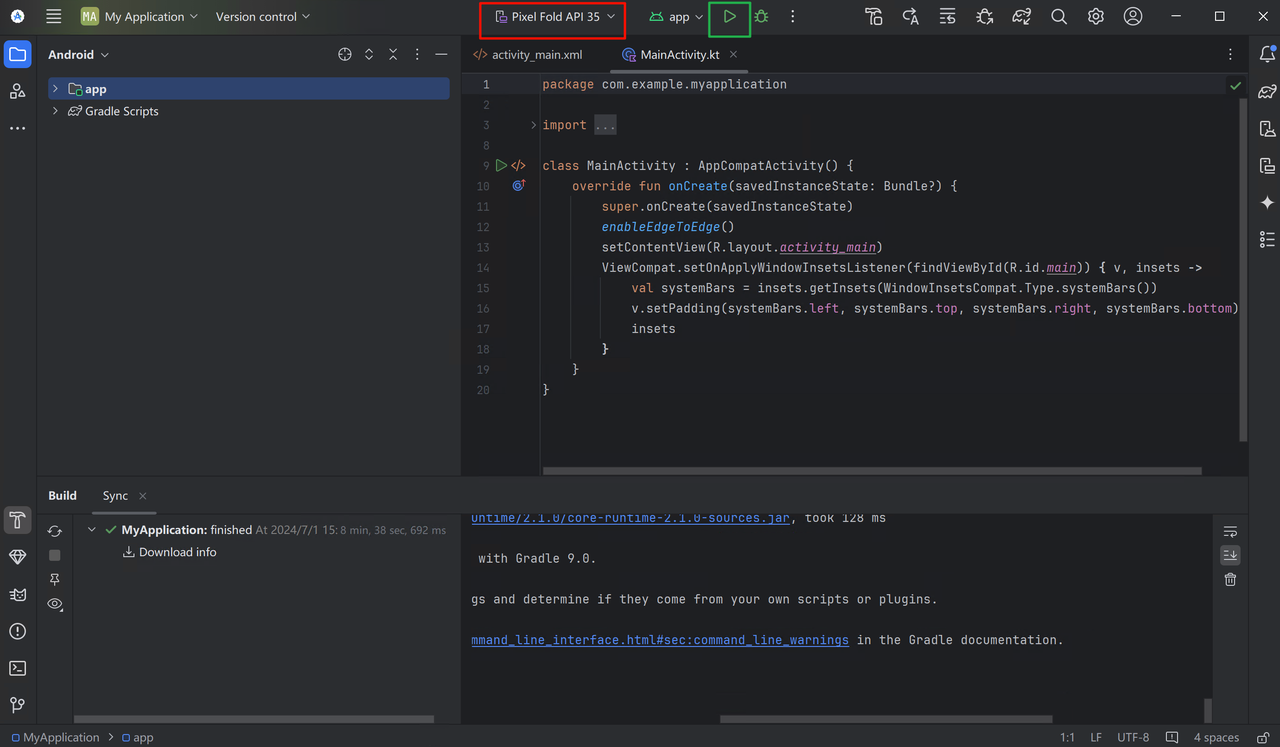 MA My Application Version control Pixel Fold API 35 app
Android
activity_main.xml MainActivity.kt
app
Gradle Scripts
1 package com.example.myapplication
2
3 import ...
8
9 class MainActivity : AppCompatActivity() {
10 override fun onCreate(savedInstanceState: Bundle?) {
11 super.onCreate(savedInstanceState)
12 enableEdgeToEdge()
13 setContentView(R.layout.activity_main)
14 ViewCompat.setOnApplyWindowInsetsListener(findViewById(R.id.main)) { v, insets ->
15 val systemBars = insets.getInsets(WindowInsetsCompat.Type.systemBars())
16 v.setPadding(systemBars.left, systemBars.top, systemBars.right, systemBars.bottom)
17 insets
18 }
19 }
20 }
Build Sync
MyApplication: finished At 2024/7/1 15: 8 min, 38 sec, 692 ms
Download info
untime/2.1.0/core-runtime-2.1.0-sources.jar, took 128 ms
with Gradle 9.0.
gs and determine if they come from your own scripts or plugins.
mmand_line_interface.html#sec:command_line_warnings in the Gradle documentation.
MyApplication > app 1:1 LF UTF-8 4 spaces